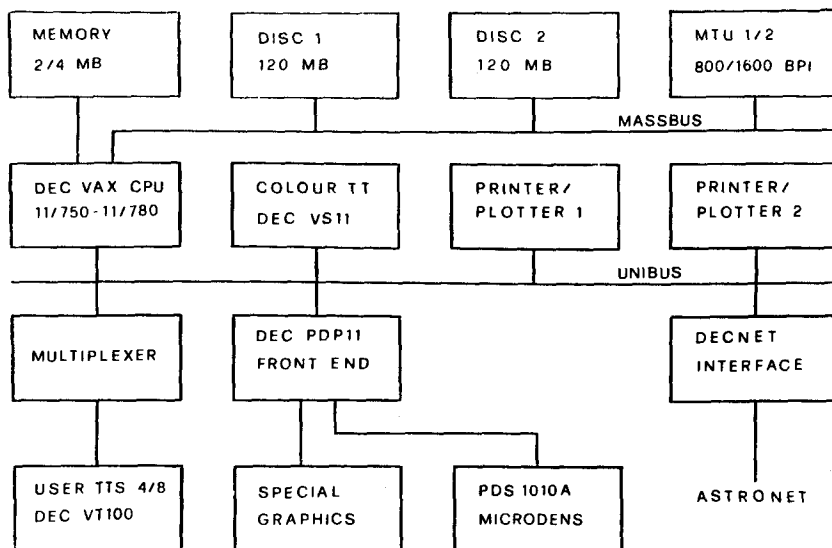 MEMORY
2/4 MB
DISC 1
120 MB
DISC 2
120 MB
MTU 1/2
800/1600 BPI
MASSBUS
DEC VAX CPU
11/750-11/780
COLOUR TT
DEC VS11
PRINTER/
PLOTTER 1
PRINTER/
PLOTTER 2
UNIBUS
MULTIPLEXER
DEC PDP11
FRONT END
DECNET
INTERFACE
USER TTS 4/8
DEC VT100
SPECIAL
GRAPHICS
PDS 1010A
MICRODENS
ASTRONET